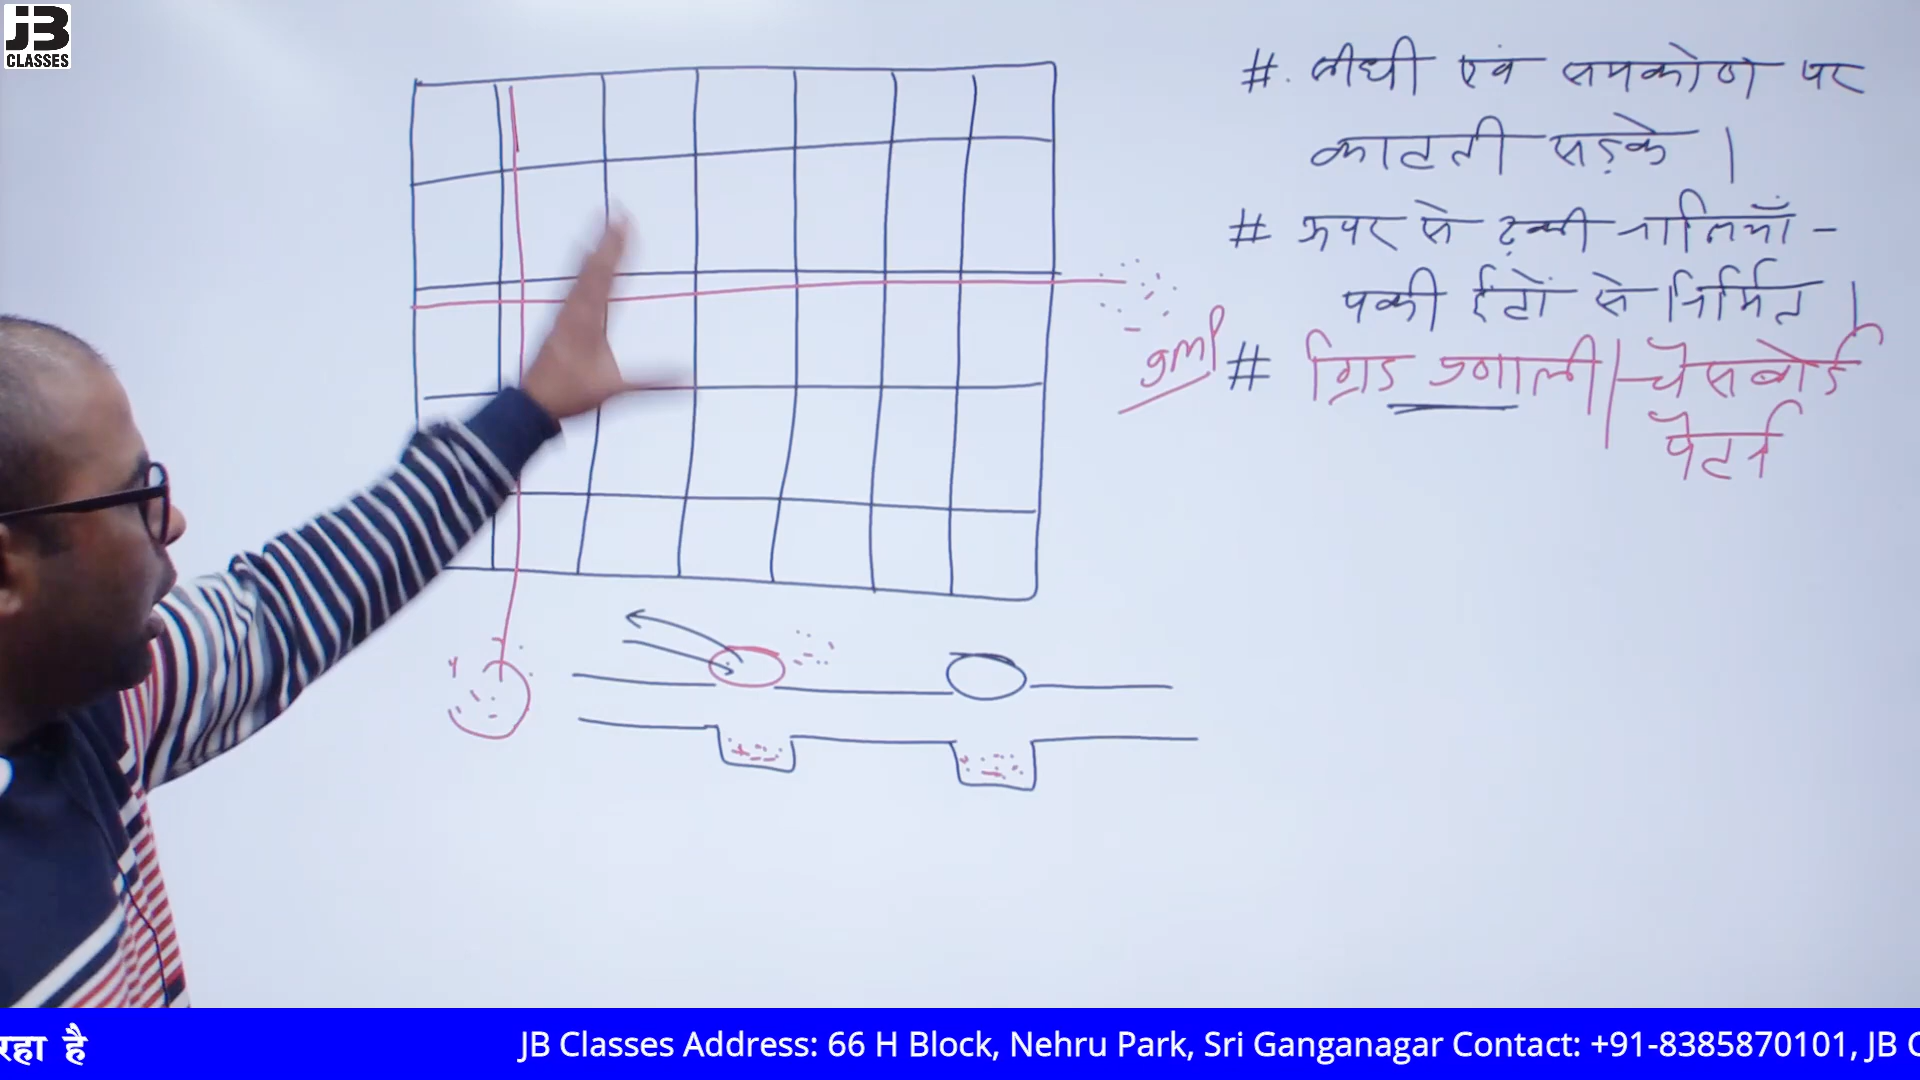 JB
CLASSES
#. सीधी एवं समकोण पर
काटती सड़के |
# ऊपर से ढ़की नालियाँ -
पकी ईंटों से निर्मित |
Imp # ग्रिड प्रणाली | चेसबोर्ड
पैटर्न
रहा है JB Classes Address: 66 H Block, Nehru Park, Sri Ganganagar Contact: +91-8385870101, JB C